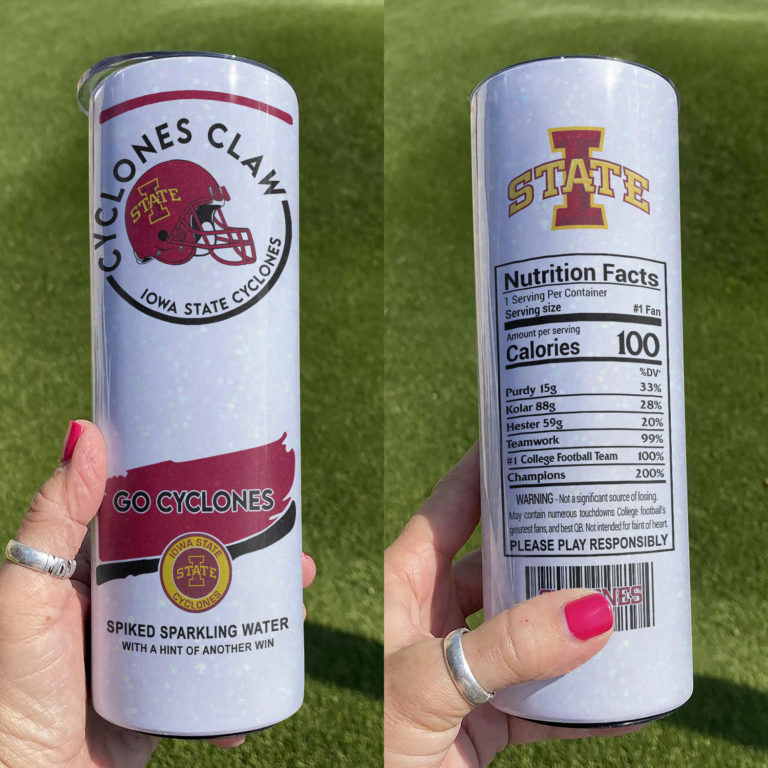 CYCLONES CLAW
I STATE
IOWA STATE CYCLONES
GO CYCLONES
IOWA STATE
I STATE
CYCLONES
SPIKED SPARKLING WATER
WITH A HINT OF ANOTHER WIN
I STATE
Nutrition Facts
1 Serving Per Container
Serving size #1 Fan
Amount per serving
Calories 100
%DV*
Purdy 15g 33%
Kolar 88g 28%
Hester 59g 20%
Teamwork 99%
#1 College Football Team 100%
Champions 200%
WARNING - Not a significant source of losing.
May contain numerous touchdowns College football's
greatest fans, and best QB. Not intended for faint of heart.
PLEASE PLAY RESPONSIBLY